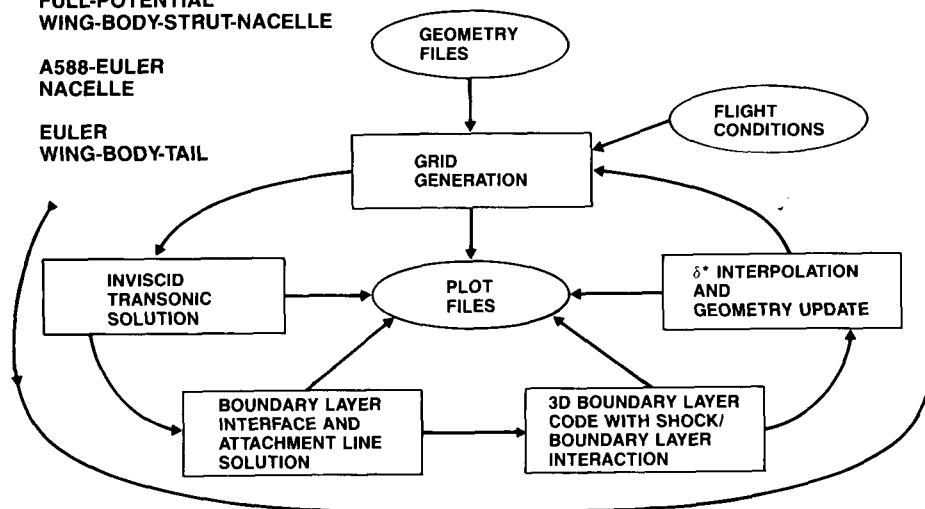 FULL-POTENTIAL
WING-BODY-STRUT-NACELLE
A588-EULER
NACELLE
EULER
WING-BODY-TAIL
GEOMETRY
FILES
FLIGHT
CONDITIONS
GRID
GENERATION
INVISCID
TRANSONIC
SOLUTION
PLOT
FILES
δ* INTERPOLATION
AND
GEOMETRY UPDATE
BOUNDARY LAYER
INTERFACE AND
ATTACHMENT LINE
SOLUTION
3D BOUNDARY LAYER
CODE WITH SHOCK/
BOUNDARY LAYER
INTERACTION